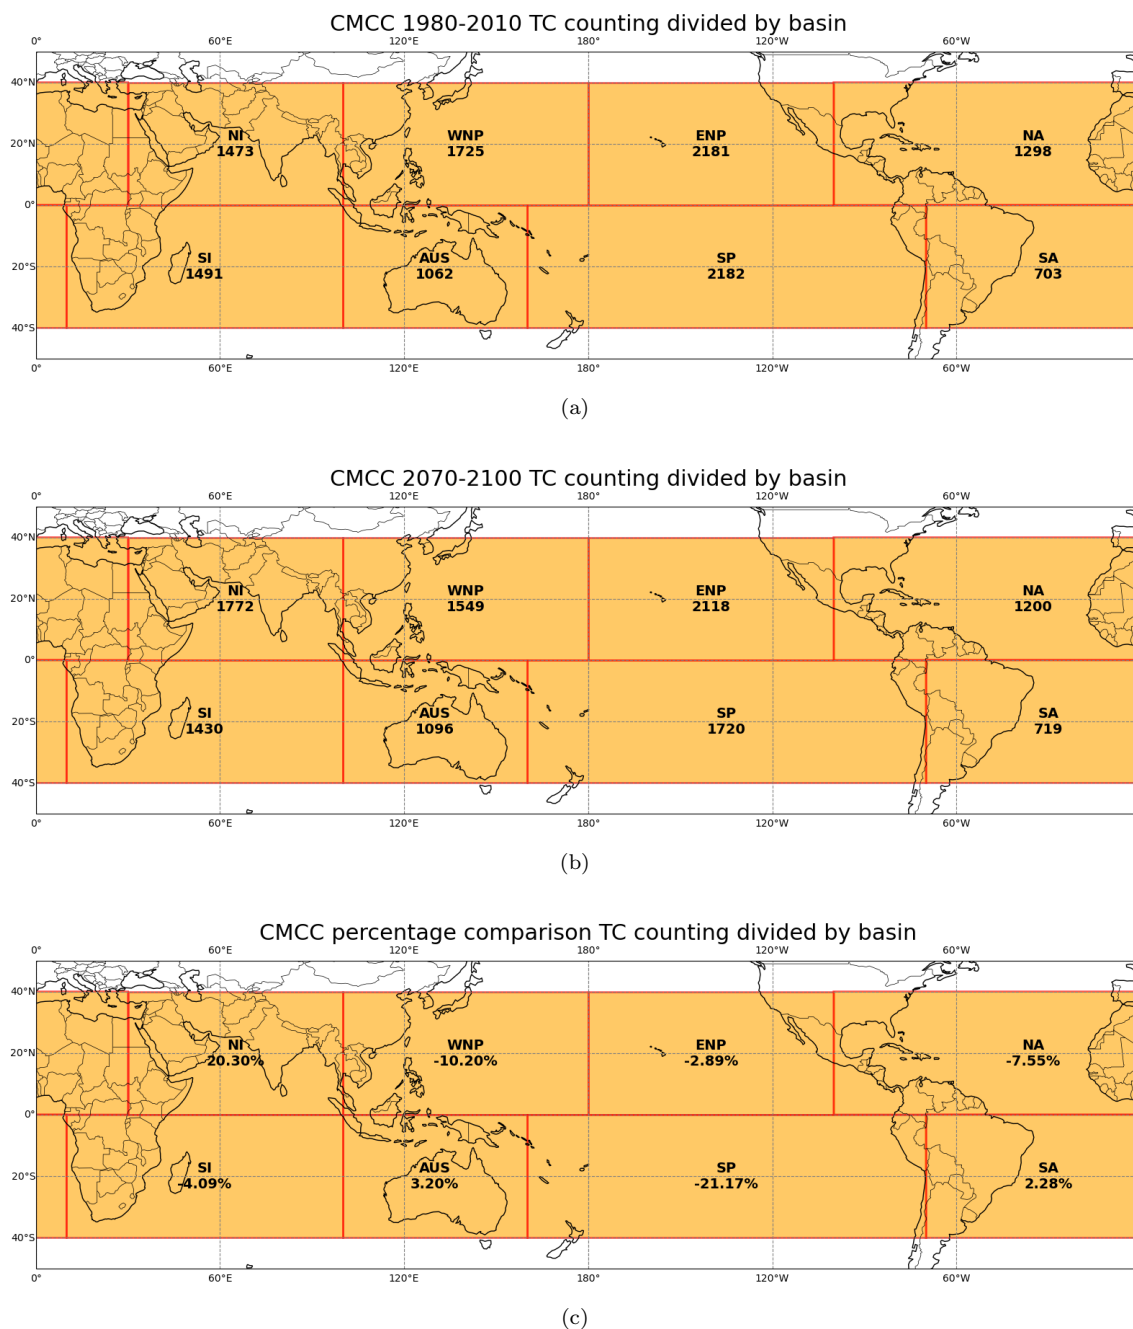 CMCC 1980-2010 TC counting divided by basin
0° 60°E 120°E 180° 120°W 60°W
40°N
NI WNP ENP NA
20°N 1473 1725 2181 1298
0°
SI AUS SP SA
20°S 1491 1062 2182 703
40°S
0° 60°E 120°E 180° 120°W 60°W
(a)
CMCC 2070-2100 TC counting divided by basin
0° 60°E 120°E 180° 120°W 60°W
40°N
NI WNP ENP NA
20°N 1772 1549 2118 1200
0°
SI AUS SP SA
20°S 1430 1096 1720 719
40°S
0° 60°E 120°E 180° 120°W 60°W
(b)
CMCC percentage comparison TC counting divided by basin
0° 60°E 120°E 180° 120°W 60°W
40°N
NI WNP ENP NA
20°N 20.30% -10.20% -2.89% -7.55%
0°
SI AUS SP SA
20°S -4.09% 3.20% -21.17% 2.28%
40°S
0° 60°E 120°E 180° 120°W 60°W
(c)